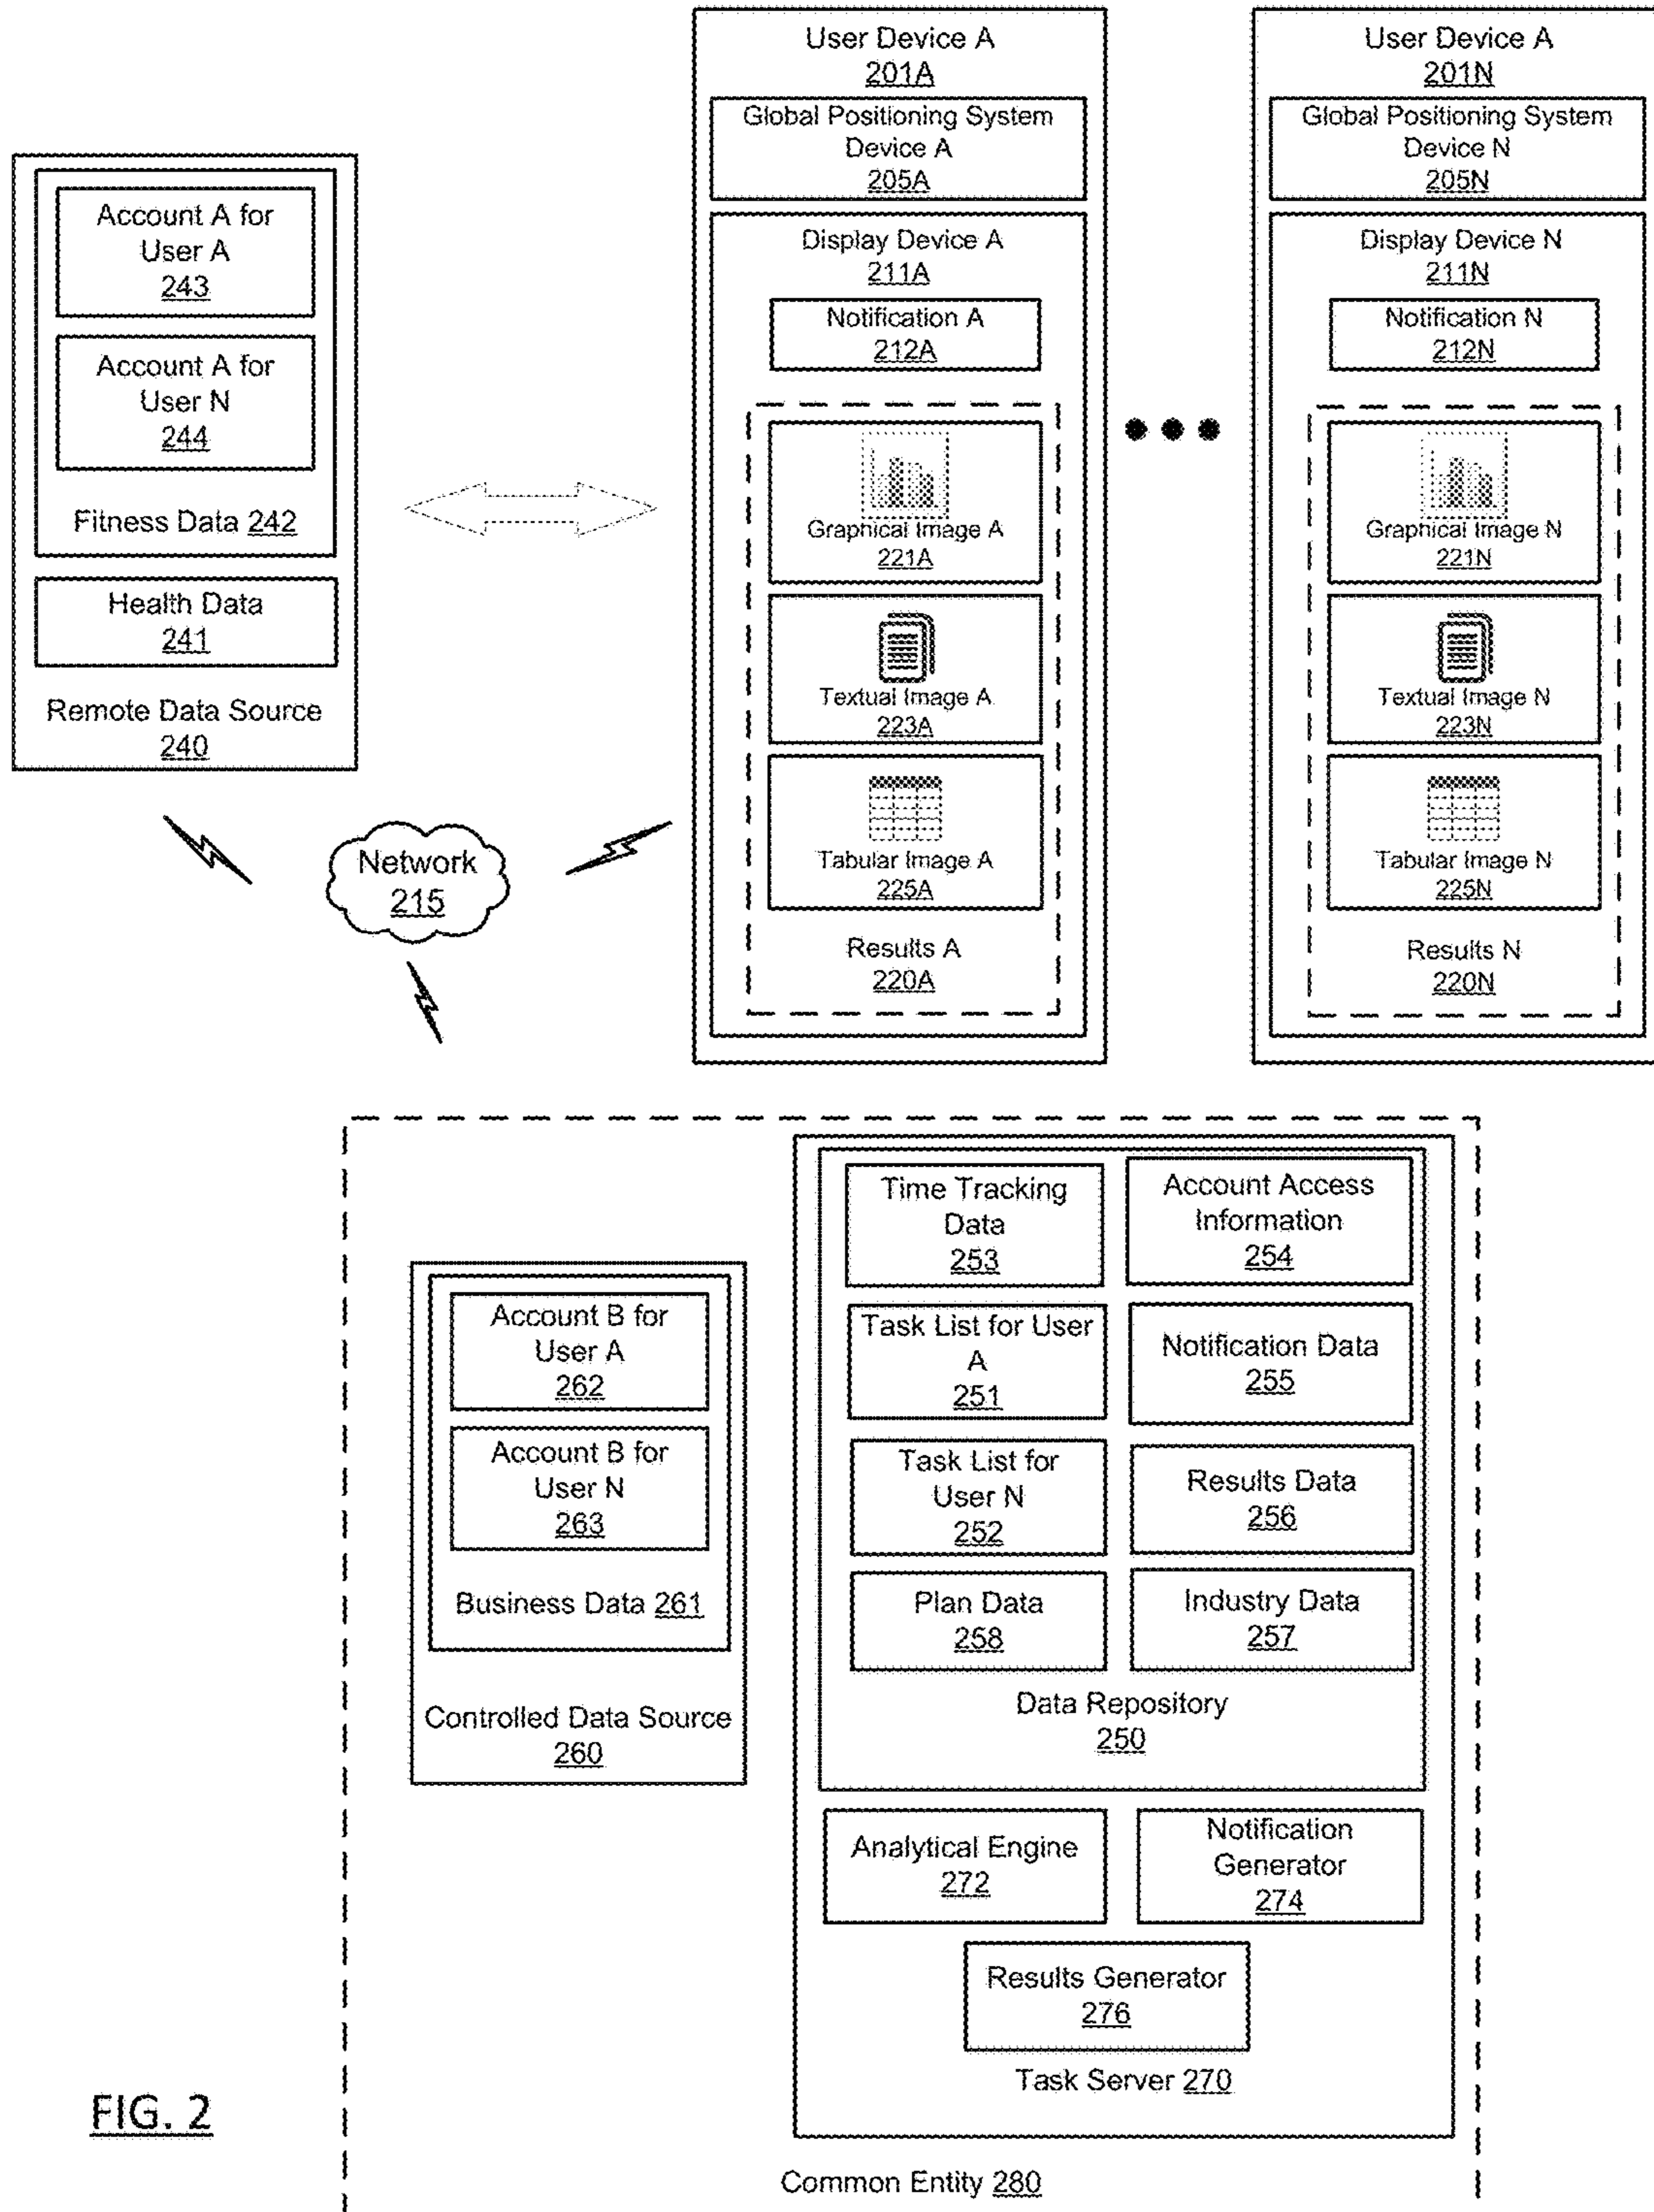 User Device A
201A
Global Positioning System
Device A
205A
Display Device A
211A
Notification A
212A
Graphical Image A
221A
Textual Image A
223A
Tabular Image A
225A
Results A
220A
User Device A
201N
Global Positioning System
Device N
205N
Display Device N
211N
Notification N
212N
Graphical Image N
221N
Textual Image N
223N
Tabular Image N
225N
Results N
220N
Account A for
User A
243
Account A for
User N
244
Fitness Data 242
Health Data
241
Remote Data Source
240
Network
215
Time Tracking
Data
253
Account Access
Information
254
Task List for User
A
251
Notification Data
255
Task List for
User N
252
Results Data
256
Plan Data
258
Industry Data
257
Data Repository
250
Account B for
User A
262
Account B for
User N
263
Business Data 261
Controlled Data Source
260
Analytical Engine
272
Notification
Generator
274
Results Generator
276
Task Server 270
Common Entity 280
FIG. 2